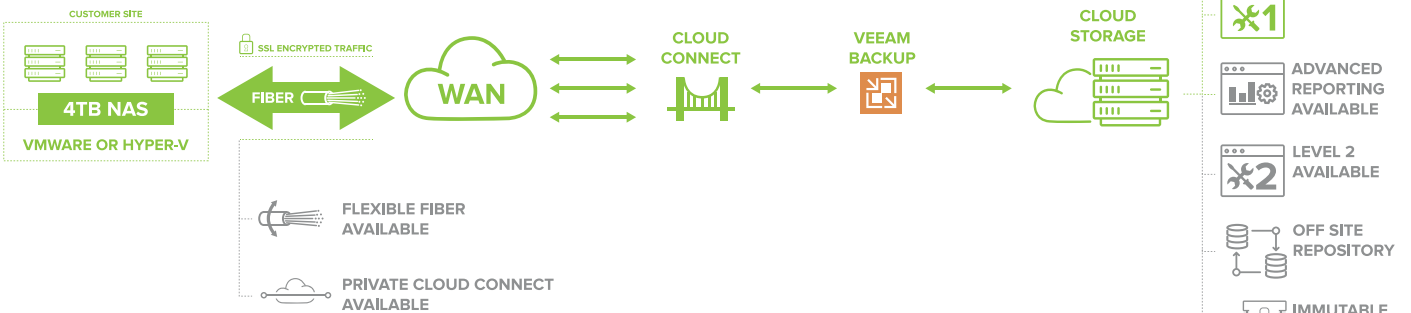 CUSTOMER SITE
4TB NAS
VMWARE OR HYPER-V
SSL ENCRYPTED TRAFFIC
FIBER
WAN
CLOUD
CONNECT
VEEAM
BACKUP
CLOUD
STORAGE
1
ADVANCED
REPORTING
AVAILABLE
2
LEVEL 2
AVAILABLE
OFF SITE
REPOSITORY
IMMUTABLE
FLEXIBLE FIBER
AVAILABLE
PRIVATE CLOUD CONNECT
AVAILABLE